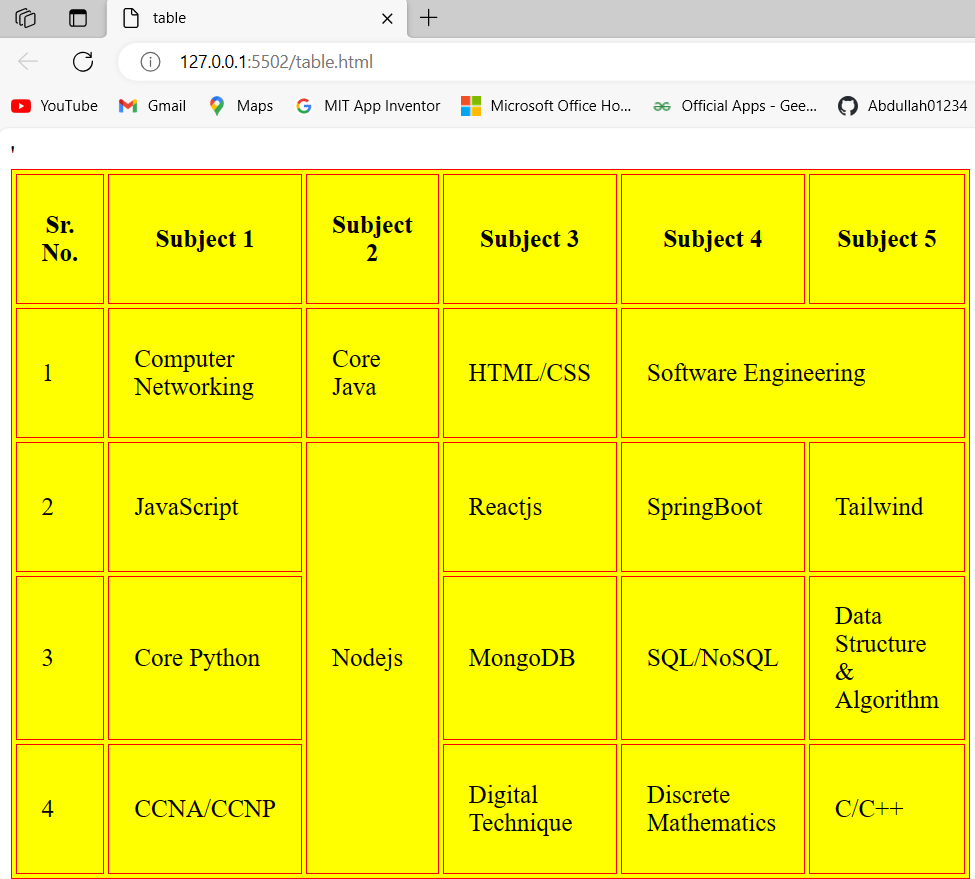 table
127.0.0.1:5502/table.html
YouTube Gmail Maps MIT App Inventor Microsoft Office Ho... Official Apps - Gee... Abdullah01234
'
Sr. No. Subject 1 Subject 2 Subject 3 Subject 4 Subject 5
1 Computer Networking Core Java HTML/CSS Software Engineering
2 JavaScript Reactjs SpringBoot Tailwind
3 Core Python Nodejs MongoDB SQL/NoSQL Data Structure & Algorithm
4 CCNA/CCNP Digital Technique Discrete Mathematics C/C++